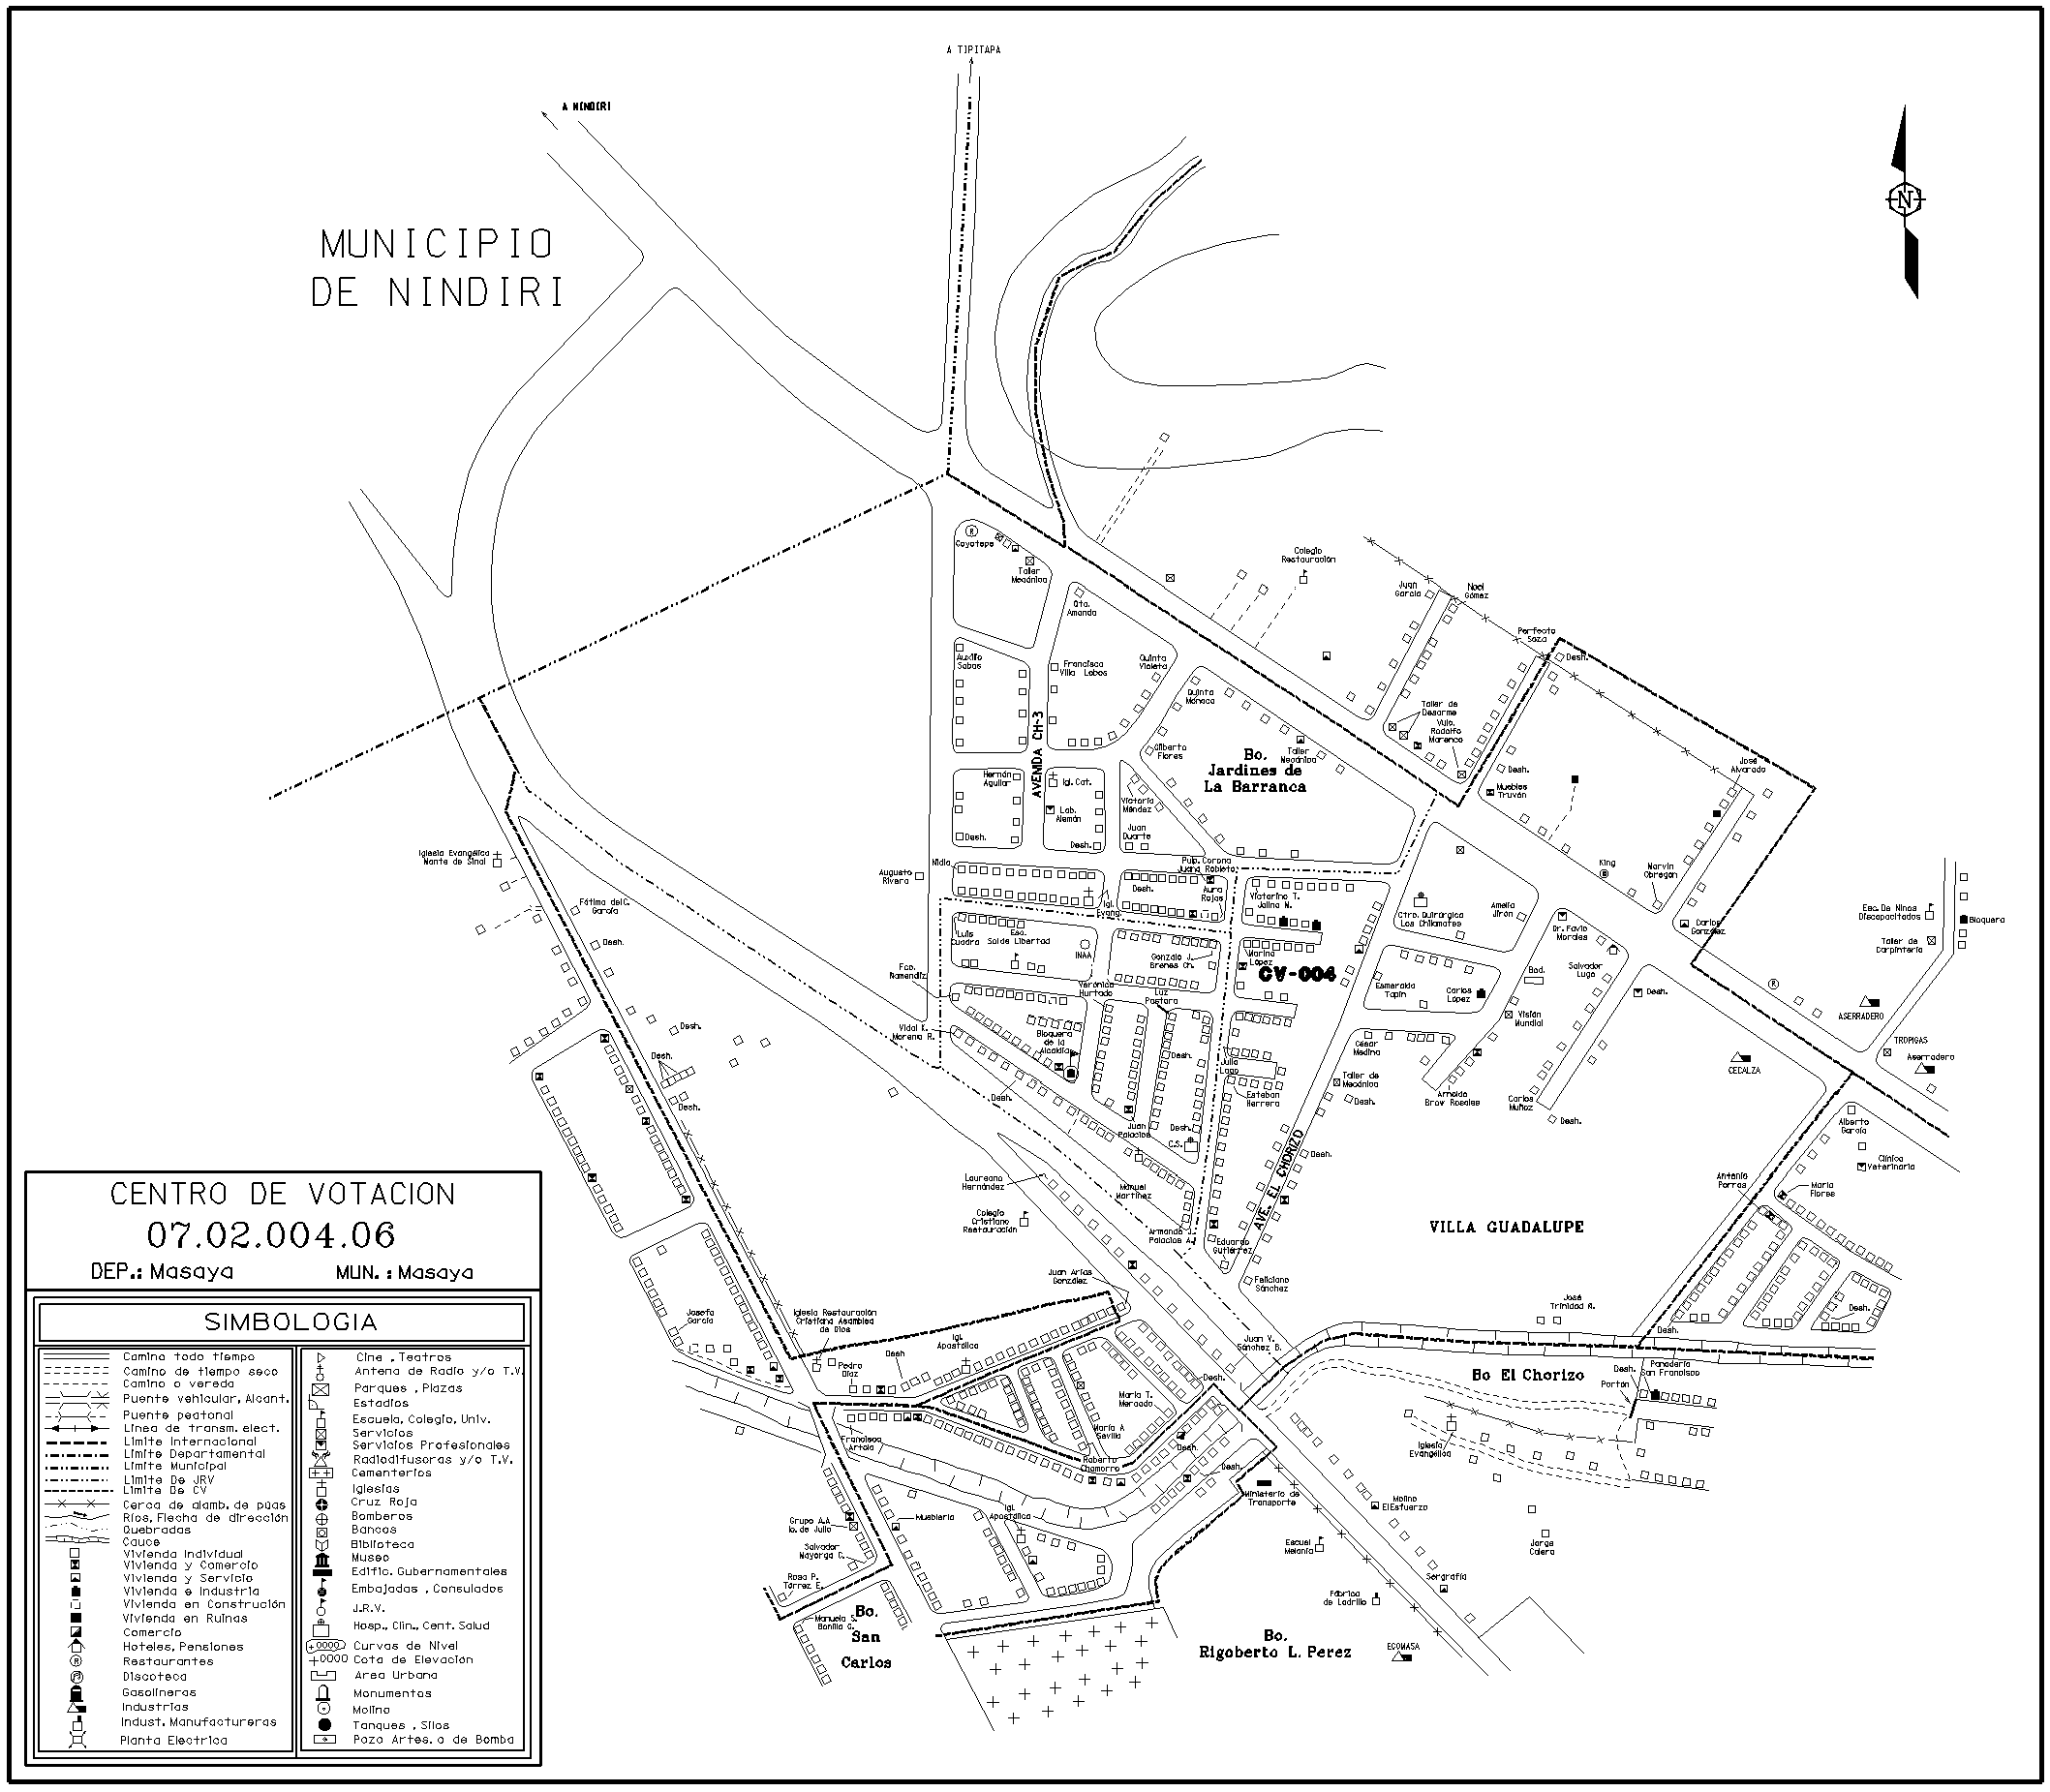 A TIPITAPA
A NINDIRI
MUNICIPIO
DE NINDIRI
N
Coyotepe
Taller
Mecánica
Colegio
Restauración
Juan
García
Noel
Gómez
Qta.
Amanda
Perfecto
Soza
Desh.
Auxilio
Sabas
Francisca
Villa Lobos
Quinta
Violeta
Quinta
Mónaca
Taller de
Desarme
Vulc.
Rodolfo
Marenco
AVENIDA CH-3
Gilberto
Flores
Bo.
Jardines de
La Barranca
Taller
Mecánica
Hernán
Aguilar
Igl. Cat.
Desh.
José
Alvarado
Muebles
Truván
Victoria
Méndez
Lab.
Alemán
Juan
Duarte
Desh.
Desh.
Iglesia Evangélica
Monte de Sinaí
Nidia
Augusto
Rivera
Pulp. Corona
Juana Robleto
King
Marvin
Obregón
Desh.
Aura
Rojas
Igl.
Evang.
Victorino T.
Jalina N.
Fátima del C.
García
Ctro. Quirúrgico
Los Chilamates
Amelia
Jirón
Esc. De Ninos
Discapacitados
Bloquera
Carlos
González
Dr. Favio
Morales
Taller de
Carpintería
Desh.
Luis
Cuadra
Esc.
Sol de Libertad
INAA
Gonzalo J.
Brenes Ch.
Marina
López
CV-004
Salvador
Lugo
Bod.
Fco.
Namendiz
Verónica
Hurtado
Luz
Pastora
Esmeralda
Tapín
Carlos
López
Desh.
Visión
Mundial
ASERRADERO
Vidal K.
Moreno R.
Bloquera
de la
Alcaldía
Desh.
César
Medina
TROPIGAS
Aserradero
CECALZA
Desh.
Julio
Lago
Esteban
Herrera
Taller de
Mecánica
Desh.
Arnoldo
Brav Rosales
Carlos
Muñoz
Desh.
Desh.
Desh.
Juan
Palacios
Desh.
C.S.
Alberto
García
Clínica
Veterinaria
Desh.
AVE. EL CHORIZO
Laureano
Hernández
Manuel
Martínez
Antonio
Porras
María
Flores
Colegio
Cristiano
Restauración
VILLA GUADALUPE
Armando
Palacios A.
Eduardo
Gutiérrez
Juan Arias
González
Feliciano
Sánchez
José
Trinidad R.
Desh.
Desh.
Josefa
García
Iglesia Restauración
Cristiana Asamblea
de Dios
Igl.
Apostólica
Juan V.
Sánchez B.
Pedro
Díaz
Desh
Desh.
Bo El Chorizo
Desh.
Panadería
San Francisco
Portón
María T.
Mercado
María A
Sevilla
Francisca
Artola
Desh.
Iglesia
Evangélica
Roberto
Chamorro
Desh.
Ministerio de
Transporte
Molino
El Esfuerzo
Grupo A.A
1o. de Julio
Mueblería
Igl.
Apostólica
Salvador
Mayorga C.
Escuel
Melania
Jorge
Calera
Rosa P.
Tórrez E.
Sergrafía
Fábrica
de Ladrillo
Manuela S.
Bonilla G.
Bo.
San
Carlos
Bo.
Rigoberto L. Perez
ECOMASA
CENTRO DE VOTACION
07.02.004.06
DEP.: Masaya MUN. : Masaya
SIMBOLOGIA
Camino todo tiempo
Camino de tiempo seco
Camino o vereda
Puente vehicular, Alcant.
Puente peatonal
Línea de transm. elect.
Límite Internacional
Límite Departamental
Límite Municipal
Límite De JRV
Límite De CV
Cerca de alamb. de púas
Ríos, Flecha de dirección
Quebradas
Cauce
Vivienda Individual
Vivienda y Comercio
Vivienda y Servicio
Vivienda e Industria
Vivienda en Construción
Vivienda en Ruinas
Comercio
Hoteles, Pensiones
Restaurantes
Discoteca
Gasolineras
Industrias
Indust. Manufactureras
Planta Electrica
Cine , Teatros
Antena de Radio y/o T.V.
Parques , Plazas
Estadios
Escuela, Colegio, Univ.
Servicios
Servicios Profesionales
Radiodifusoras y/o T.V.
Cementerios
Iglesias
Cruz Roja
Bomberos
Bancos
Biblioteca
Museo
Edific. Gubernamentales
Embajadas , Consulados
J.R.V.
Hosp., Clin., Cent. Salud
Curvas de Nivel
Cota de Elevación
Area Urbana
Monumentos
Molino
Tanques , Silos
Pozo Artes. o de Bomba